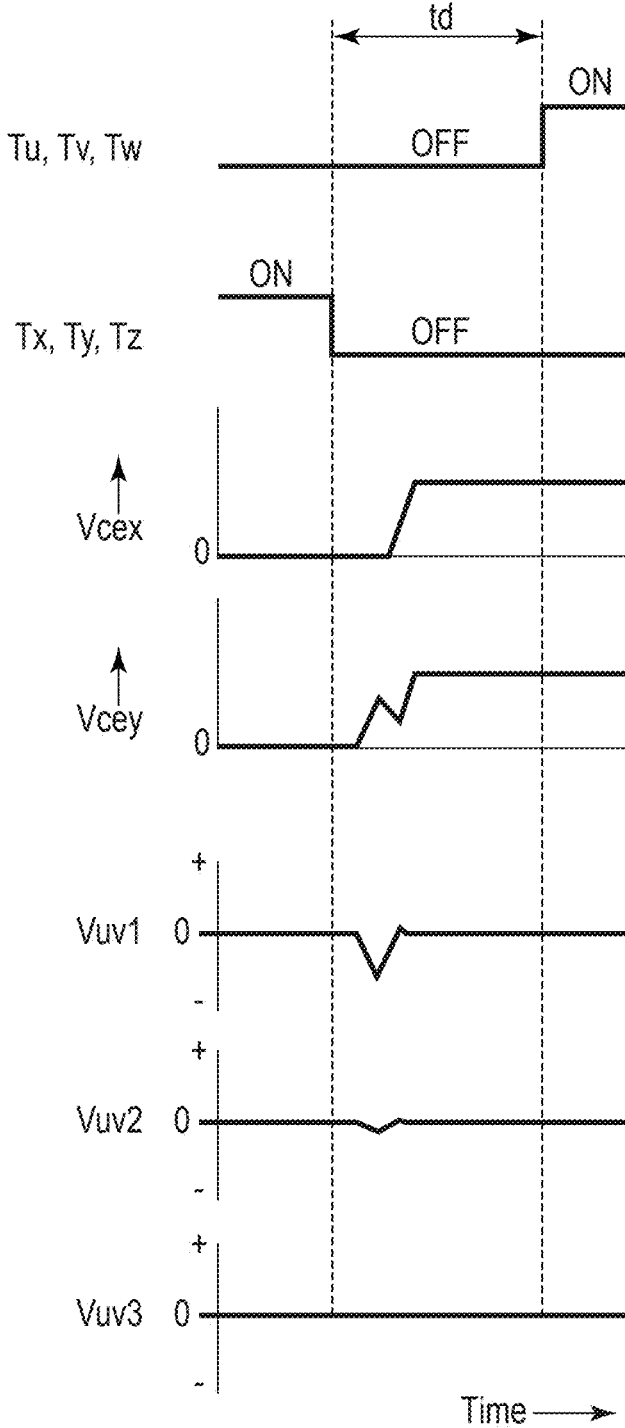 td
ON
Tu, Tv, Tw
OFF
ON
Tx, Ty, Tz
OFF
Vcex
0
Vcey
0
+
Vuv1 0
-
+
Vuv2 0
-
+
Vuv3 0
-
Time